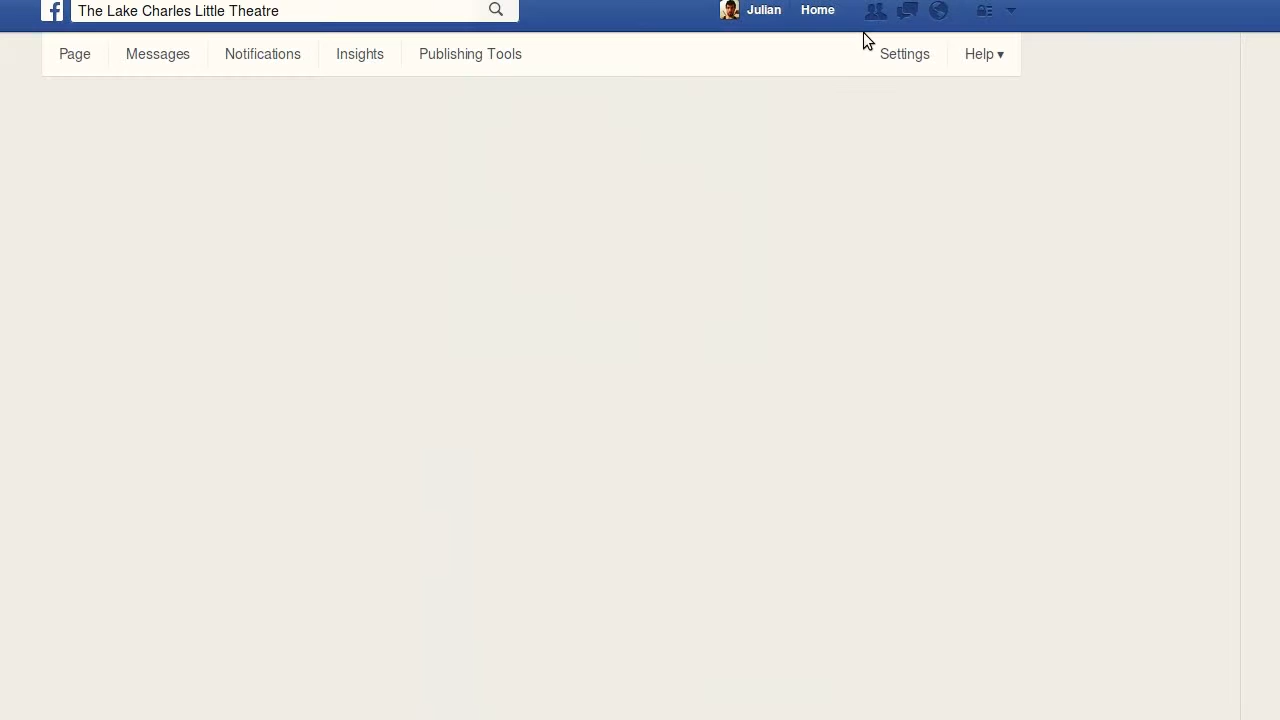 The Lake Charles Little Theatre
Julian Home
Page Messages Notifications Insights Publishing Tools Settings Help ▾